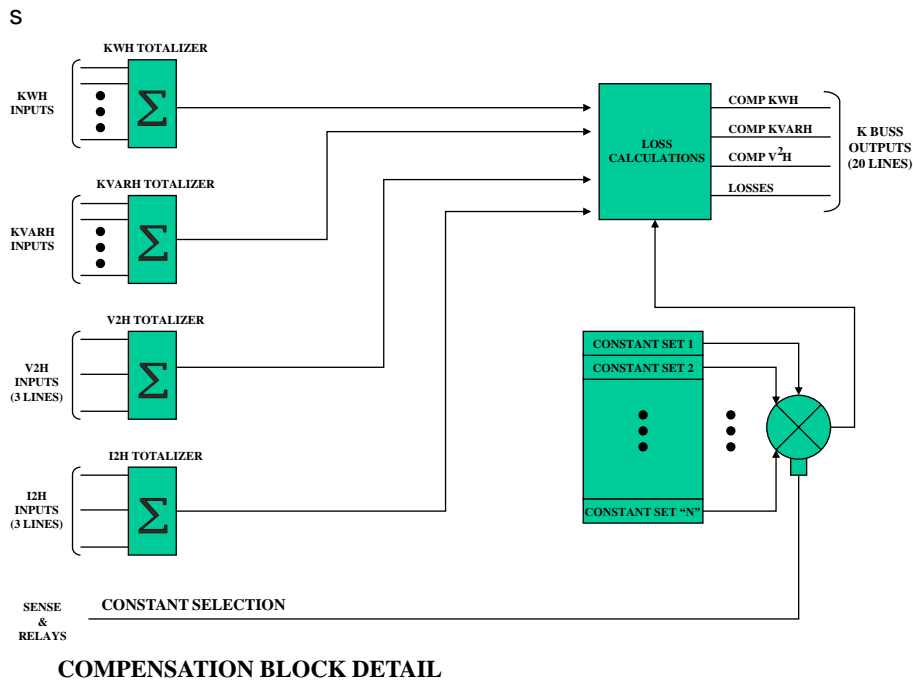 S
KWH TOTALIZER
KWH
INPUTS
Σ
KVARH TOTALIZER
KVARH
INPUTS
Σ
V2H TOTALIZER
V2H
INPUTS
(3 LINES)
Σ
I2H TOTALIZER
I2H
INPUTS
(3 LINES)
Σ
LOSS
CALCULATIONS
COMP KWH
COMP KVARH
COMP V²H
LOSSES
K BUSS
OUTPUTS
(20 LINES)
CONSTANT SET 1
CONSTANT SET 2
CONSTANT SET “N”
SENSE
&
RELAYS
CONSTANT SELECTION
COMPENSATION BLOCK DETAIL